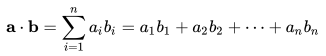 𝐚 · 𝐛 = ∑_{i=1}^{n} a_i b_i = a_1 b_1 + a_2 b_2 + ⋯ + a_n b_n